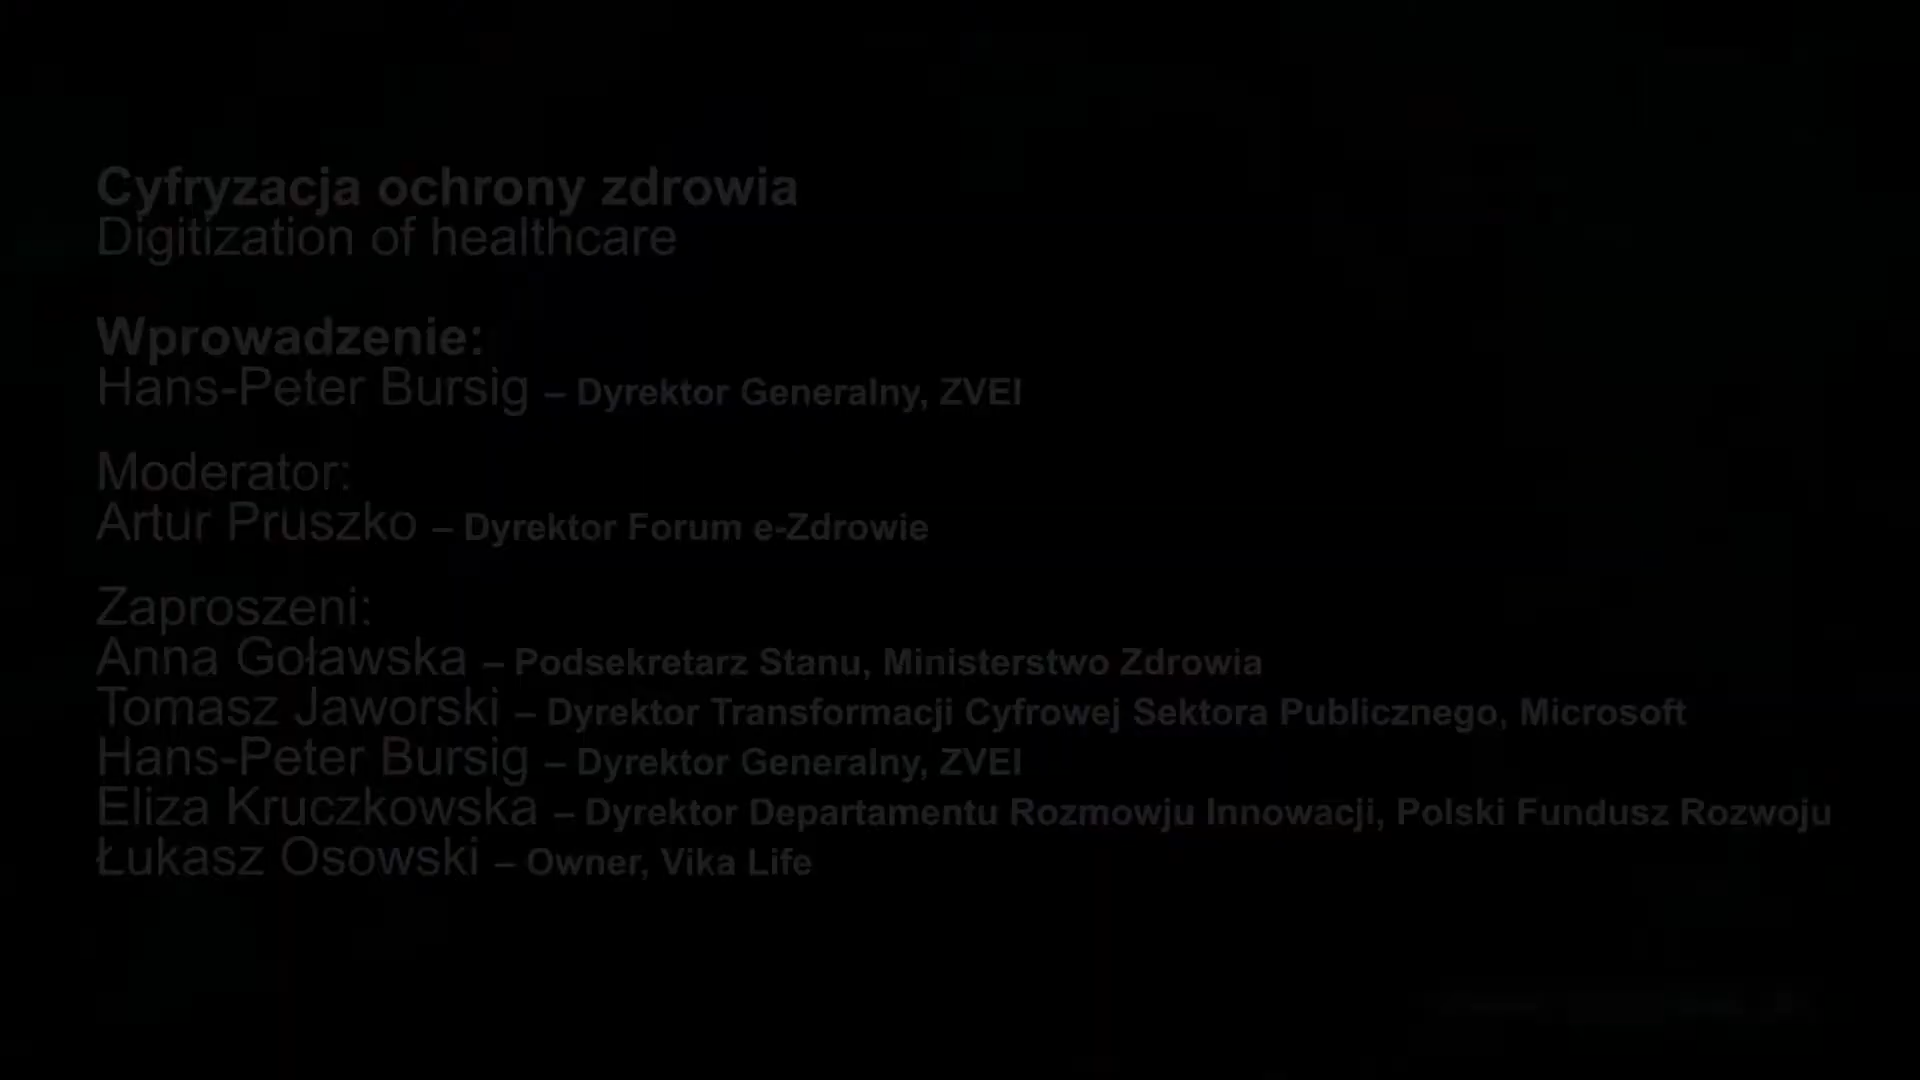 Cyfryzacja ochrony zdrowia
Digitization of healthcare
Wprowadzenie:
Hans-Peter Bursig – Dyrektor Generalny, ZVEI
Moderator:
Artur Pruszko – Dyrektor Forum e-Zdrowie
Zaproszeni:
Anna Goławska – Podsekretarz Stanu, Ministerstwo Zdrowia
Tomasz Jaworski – Dyrektor Transformacji Cyfrowej Sektora Publicznego, Microsoft
Hans-Peter Bursig – Dyrektor Generalny, ZVEI
Eliza Kruczkowska – Dyrektor Departamentu Rozmowju Innowacji, Polski Fundusz Rozwoju
Łukasz Osowski – Owner, Vika Life